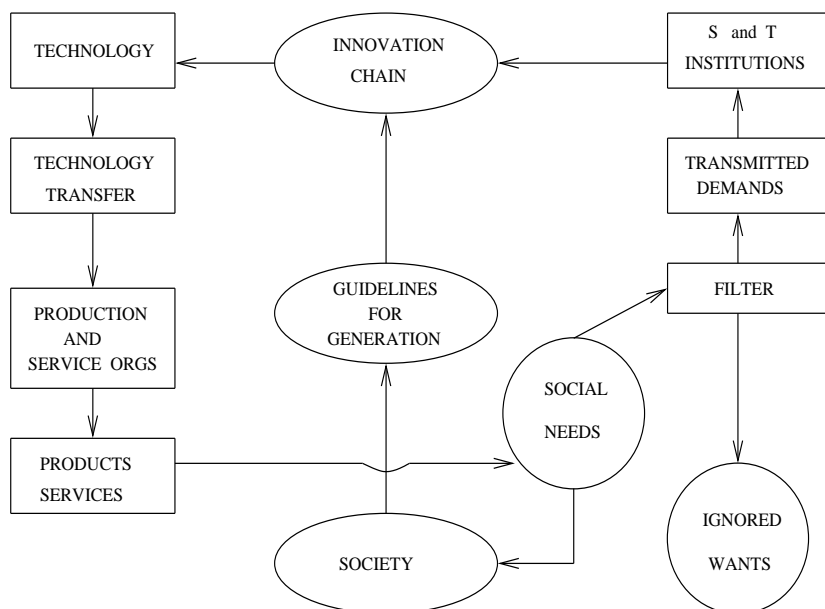 TECHNOLOGY
INNOVATION
CHAIN
S and T
INSTITUTIONS
TECHNOLOGY
TRANSFER
TRANSMITTED
DEMANDS
PRODUCTION
AND
SERVICE ORGS
GUIDELINES
FOR
GENERATION
FILTER
SOCIAL
NEEDS
PRODUCTS
SERVICES
SOCIETY
IGNORED
WANTS